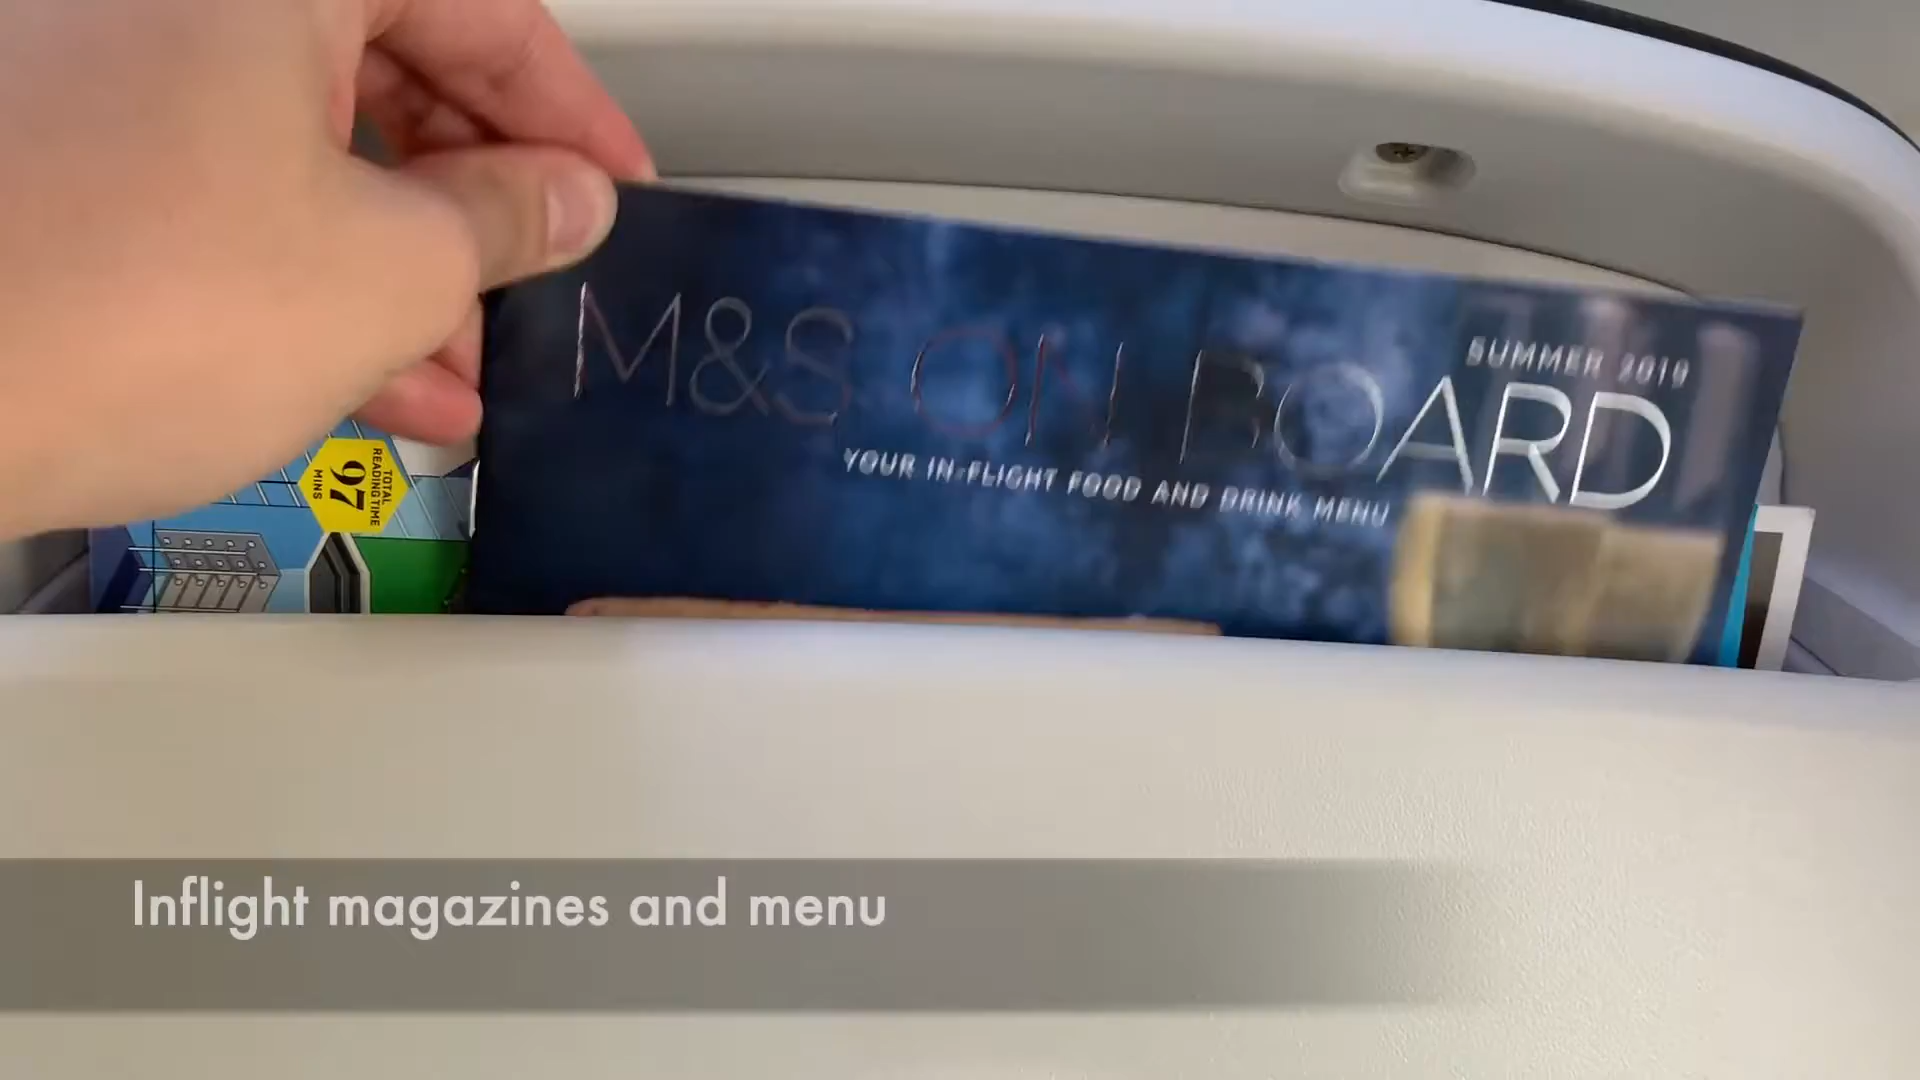 SUMMER 2019
M&S ON BOARD
YOUR IN-FLIGHT FOOD AND DRINK MENU
TOTAL
READING TIME
97
MINS
Inflight magazines and menu